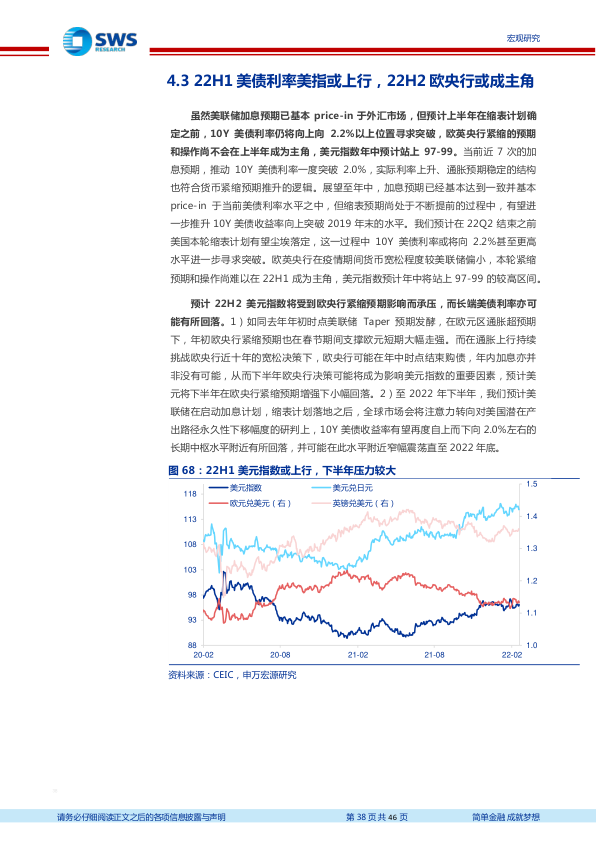 SWS
RESEARCH
宏观研究
4.3 22H1 美债利率美指或上行，22H2 欧央行或成主角
虽然美联储加息预期已基本 price-in 于外汇市场，但预计上半年在缩表计划确
定之前，10Y 美债利率仍将向上向 2.2%以上位置寻求突破，欧英央行紧缩的预期
和操作尚不会在上半年成为主角，美元指数年中预计站上 97-99。当前近 7 次的加
息预期，推动 10Y 美债利率一度突破 2.0%，实际利率上升、通胀预期稳定的结构
也符合货币紧缩预期推升的逻辑。展望至年中，加息预期已经基本达到一致并基本
price-in 于当前美债利率水平之中，但缩表预期尚处于不断提前的过程中，有望进
一步推升 10Y 美债收益率向上突破 2019 年末的水平。我们预计在 22Q2 结束之前
美国本轮缩表计划有望尘埃落定，这一过程中 10Y 美债利率或将向 2.2%甚至更高
水平进一步寻求突破。欧英央行在疫情期间货币宽松程度较美联储偏小，本轮紧缩
预期和操作尚难以在 22H1 成为主角，美元指数预计年中将站上 97-99 的较高区间。
预计 22H2 美元指数将受到欧央行紧缩预期影响而承压，而长端美债利率亦可
能有所回落。1）如同去年年初时点美联储 Taper 预期发酵，在欧元区通胀超预期
下，年初欧央行紧缩预期也在春节期间支撑欧元短期大幅走强。而在通胀上行持续
挑战欧央行近十年的宽松决策下，欧央行可能在年中时点结束购债，年内加息亦并
非没有可能，从而下半年欧央行决策可能将成为影响美元指数的重要因素，预计美
元将下半年在欧央行紧缩预期增强下小幅回落。2）至 2022 年下半年，我们预计美
联储在启动加息计划，缩表计划落地之后，全球市场会将注意力转向对美国潜在产
出路径永久性下移幅度的研判上，10Y 美债收益率有望再度自上而下向 2.0%左右的
长期中枢水平附近有所回落，并可能在此水平附近窄幅震荡直至 2022 年底。
图 68：22H1 美元指数或上行，下半年压力较大
美元指数 美元兑日元
欧元兑美元（右） 英镑兑美元（右）
118
113
108
103
98
93
88
1.5
1.4
1.3
1.2
1.1
1.0
20-02 20-08 21-02 21-08 22-02
资料来源：CEIC，申万宏源研究
请务必仔细阅读正文之后的各项信息披露与声明 第 38 页 共 46 页 简单金融 成就梦想